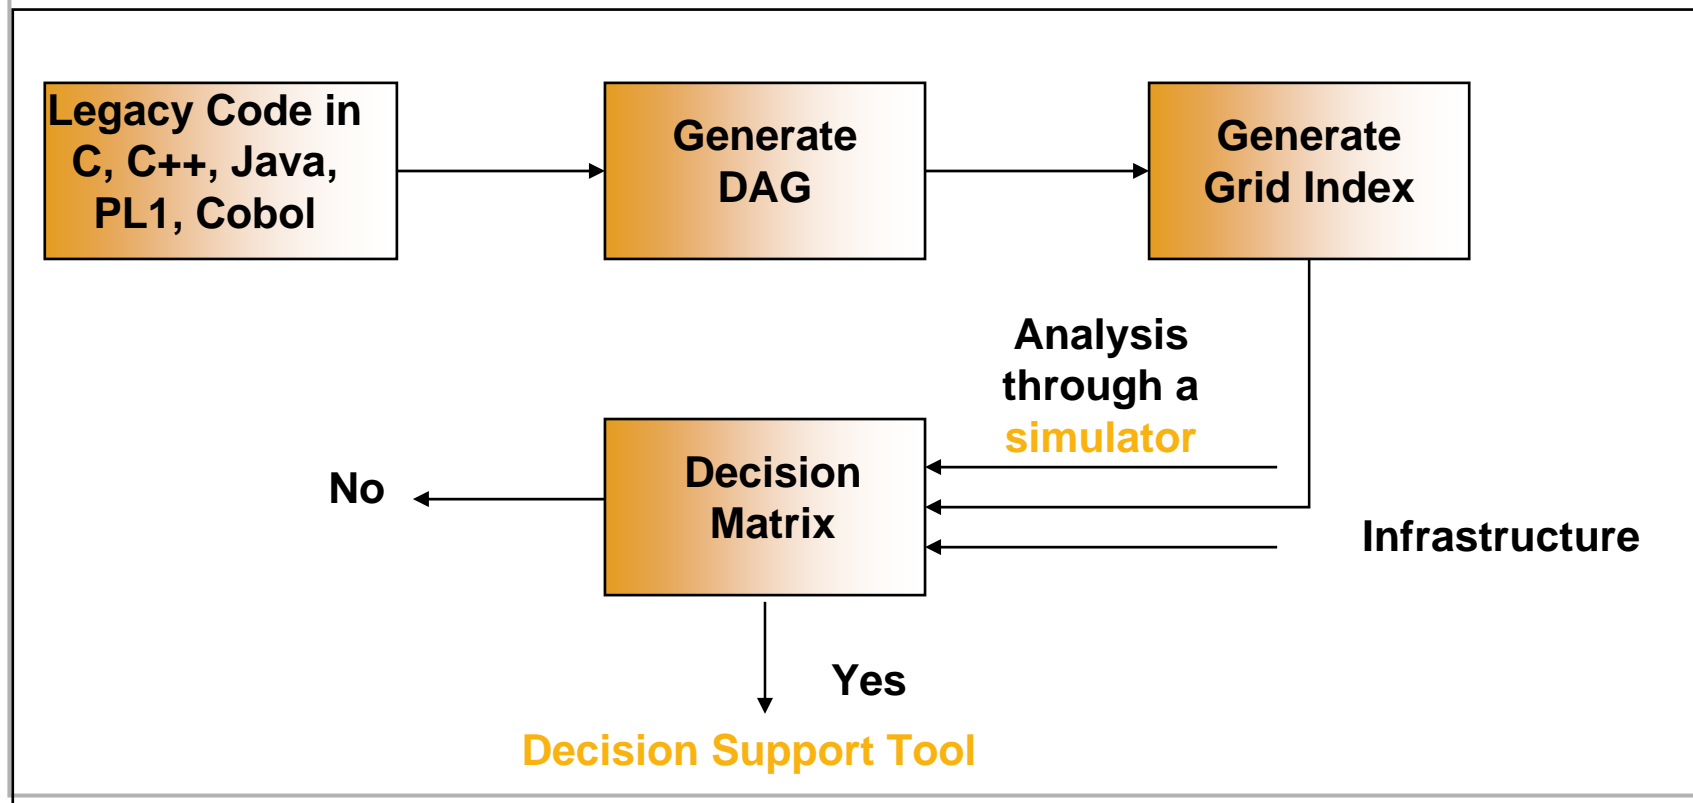 Legacy Code in
C, C++, Java,
PL1, Cobol
Generate
DAG
Generate
Grid Index
Analysis
through a
simulator
Decision
Matrix
No
Infrastructure
Yes
Decision Support Tool